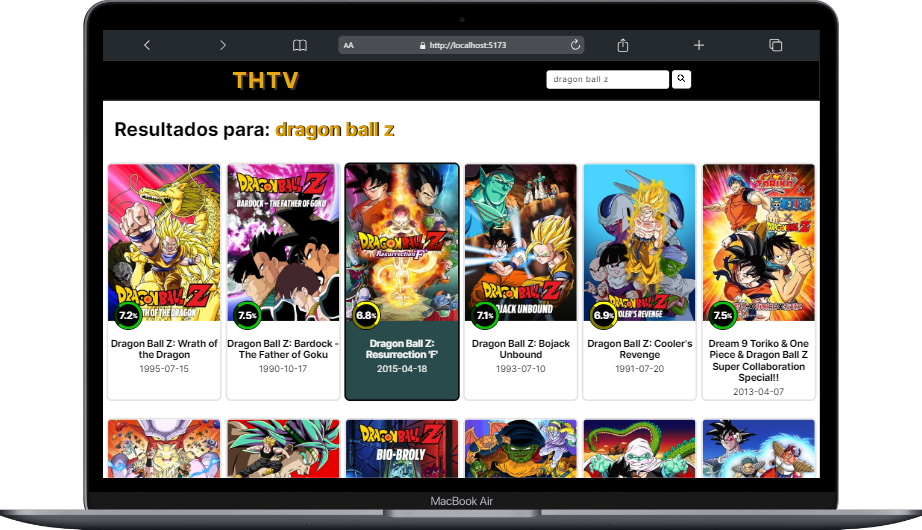 AA
http://localhost:5173
THTV
dragon ball z
Resultados para: dragon ball z
DRAGON BALL Z
TH OF THE DRAGON
7.2%
Dragon Ball Z: Wrath of
the Dragon
1995-07-15
DRAGON BALL Z
BARDOCK – THE FATHER OF GOKU
7.5%
Dragon Ball Z: Bardock -
The Father of Goku
1990-10-17
DRAGON BALL Z
Resurrection 'F'
6.8%
Dragon Ball Z:
Resurrection 'F'
2015-04-18
DRAGON BALL Z
OJACK UNBOUND
7.1%
Dragon Ball Z: Bojack
Unbound
1993-07-10
DRAGON BALL Z
OOLER'S REVENGE
6.9%
Dragon Ball Z: Cooler's
Revenge
1991-07-20
TORIKO
ONE PIECE
DRAGON BALL Z
7.5%
Dream 9 Toriko & One
Piece & Dragon Ball Z
Super Collaboration
Special!!
2013-04-07
DRAGON BALL Z
BIO-BROLY
MacBook Air